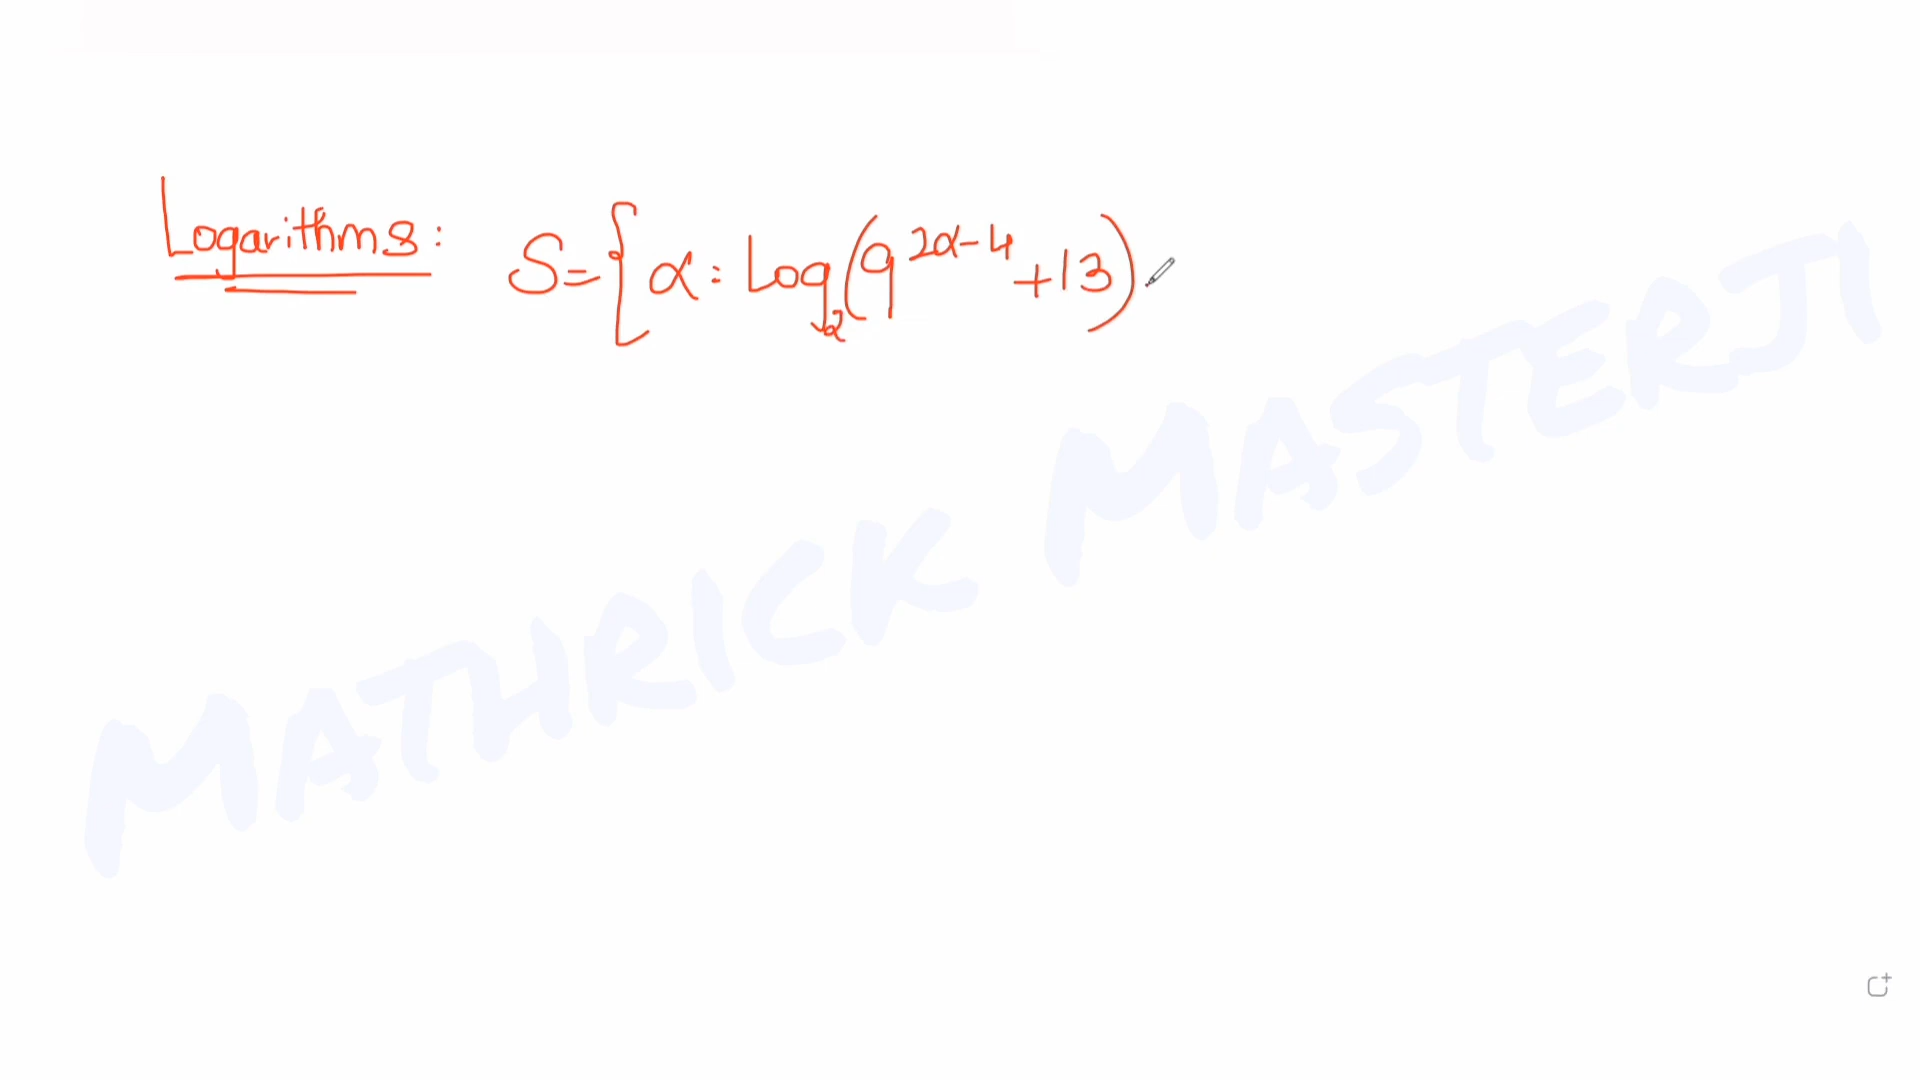 Logarithms: S = { α : Log₂(9^{2α-4} + 13)
MATHRICK MASTERJI